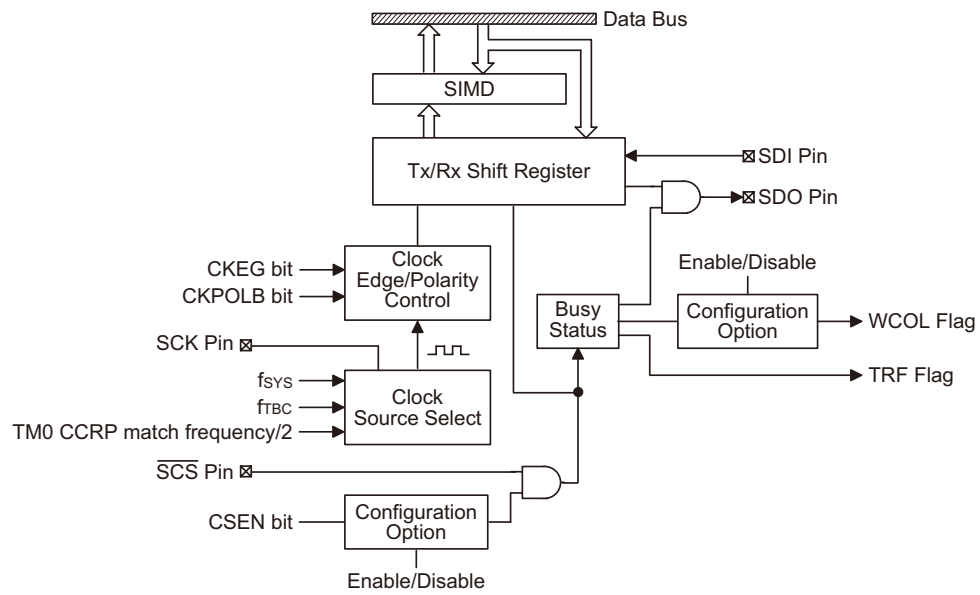 Data Bus
SIMD
Tx/Rx Shift Register
SDI Pin
SDO Pin
CKEG bit
CKPOLB bit
Clock
Edge/Polarity
Control
Enable/Disable
Busy
Status
Configuration
Option
WCOL Flag
TRF Flag
SCK Pin
fSYS
fTBC
TM0 CCRP match frequency/2
Clock
Source Select
SCS Pin
CSEN bit
Configuration
Option
Enable/Disable